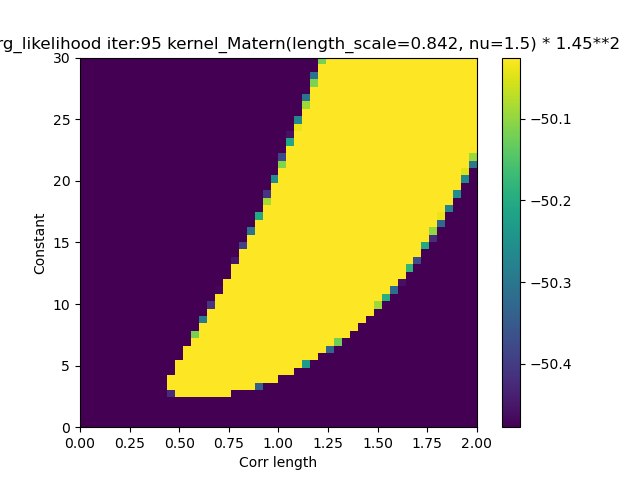 rg_likelihood iter:95 kernel_Matern(length_scale=0.842, nu=1.5) * 1.45**2
30
25
20
15
10
5
0
Constant
0.00 0.25 0.50 0.75 1.00 1.25 1.50 1.75 2.00
Corr length
−50.1
−50.2
−50.3
−50.4